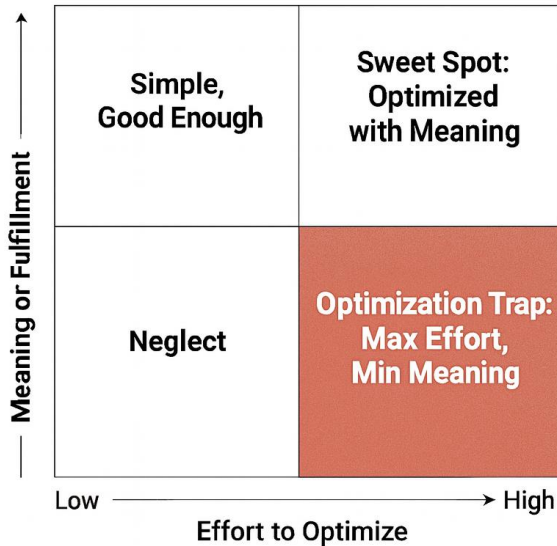 Meaning or Fulfillment
Simple,
Good Enough
Sweet Spot:
Optimized
with Meaning
Neglect
Optimization Trap:
Max Effort,
Min Meaning
Low
High
Effort to Optimize